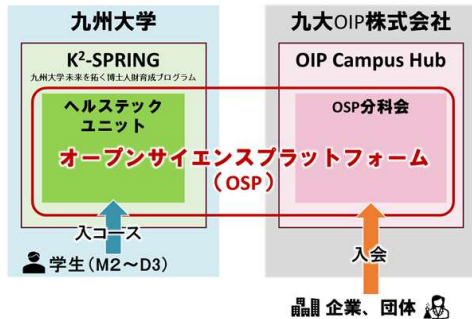 九州大学
K²-SPRING
九州大学未来を拓く博士人財育成プログラム
ヘルステック
ユニット
九大OIP株式会社
OIP Campus Hub
OSP分科会
オープンサイエンスプラットフォーム
（OSP）
入コース
学生（M2～D3）
入会
企業、団体